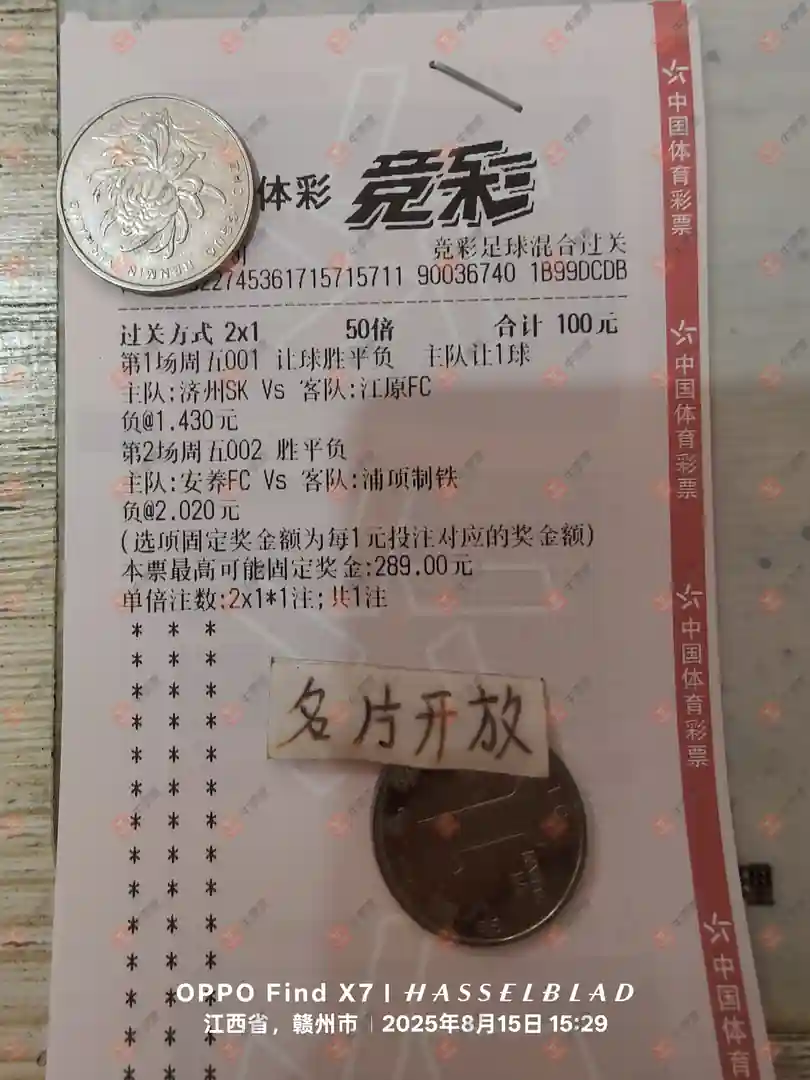 体彩 竞彩
竞彩足球混合过关
22745361715715711 90036740 1B99DCDB
过关方式 2x1 50倍 合计 100元
第1场周五001 让球胜平负 主队让1球
主队:济州SK Vs 客队:江原FC
负@1.430元
第2场周五002 胜平负
主队:安养FC Vs 客队:浦项制铁
负@2.020元
(选项固定奖金额为每1元投注对应的奖金额)
本票最高可能固定奖金:289.00元
单倍注数:2x1*1注;共1注
* * *
* * *
* * *
* * *
* * *
* * *
* * *
* * *
* * *
* * *
* * *
* * *
* * *
* * *
名片开放
中国体育彩票
中国体育彩票
中国体育彩票
中国体育
OPPO Find X7 | HASSELBLAD
江西省，赣州市 | 2025年8月15日 15:29